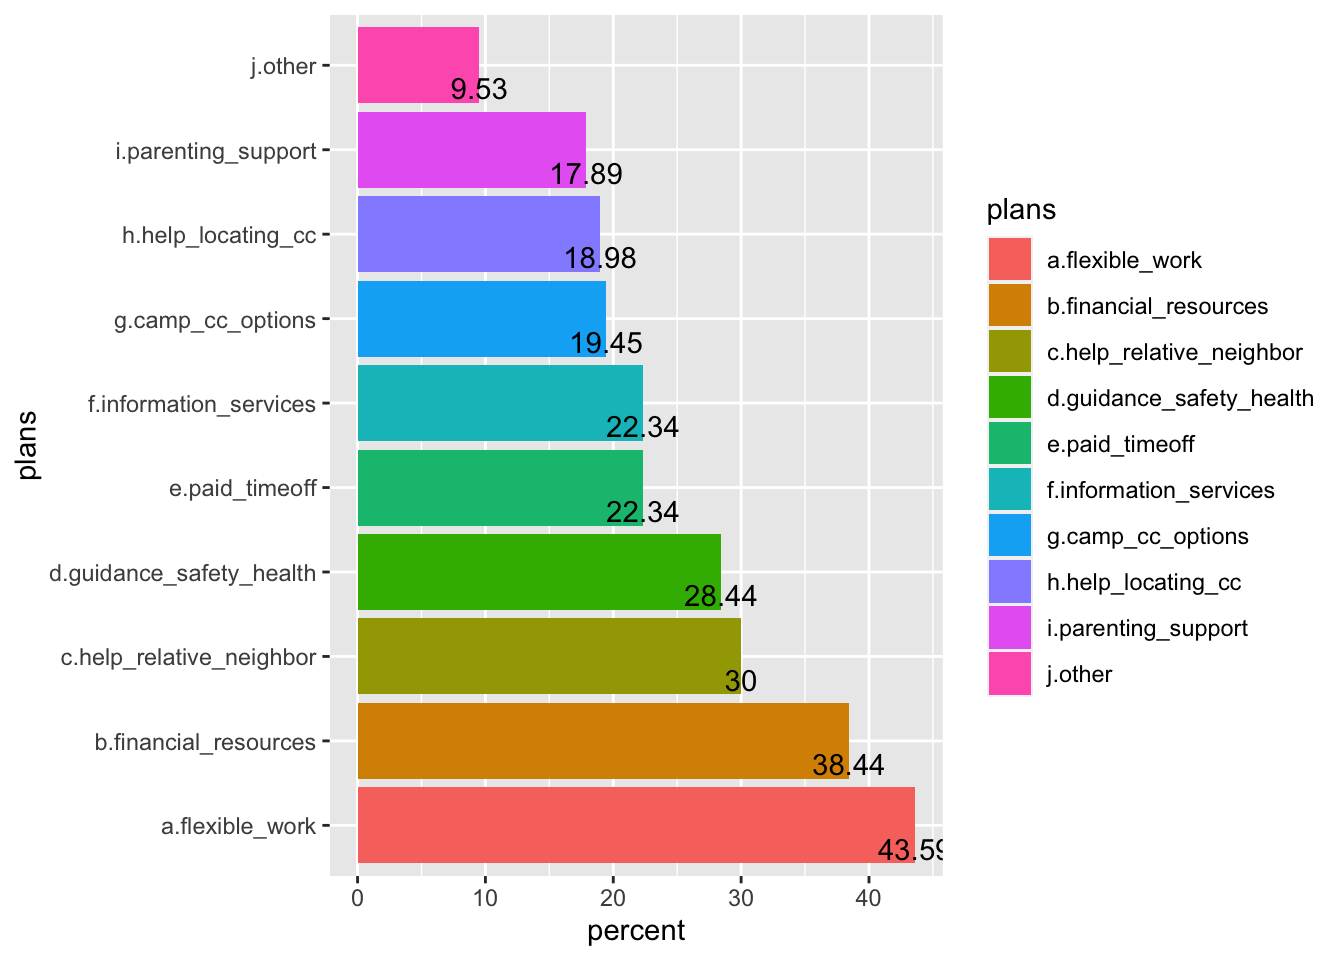 j.other
9.53
i.parenting_support
17.89
h.help_locating_cc
18.98
g.camp_cc_options
19.45
f.information_services
22.34
e.paid_timeoff
22.34
d.guidance_safety_health
28.44
c.help_relative_neighbor
30
b.financial_resources
38.44
a.flexible_work
43.59
plans
0 10 20 30 40
percent
plans
a.flexible_work
b.financial_resources
c.help_relative_neighbor
d.guidance_safety_health
e.paid_timeoff
f.information_services
g.camp_cc_options
h.help_locating_cc
i.parenting_support
j.other